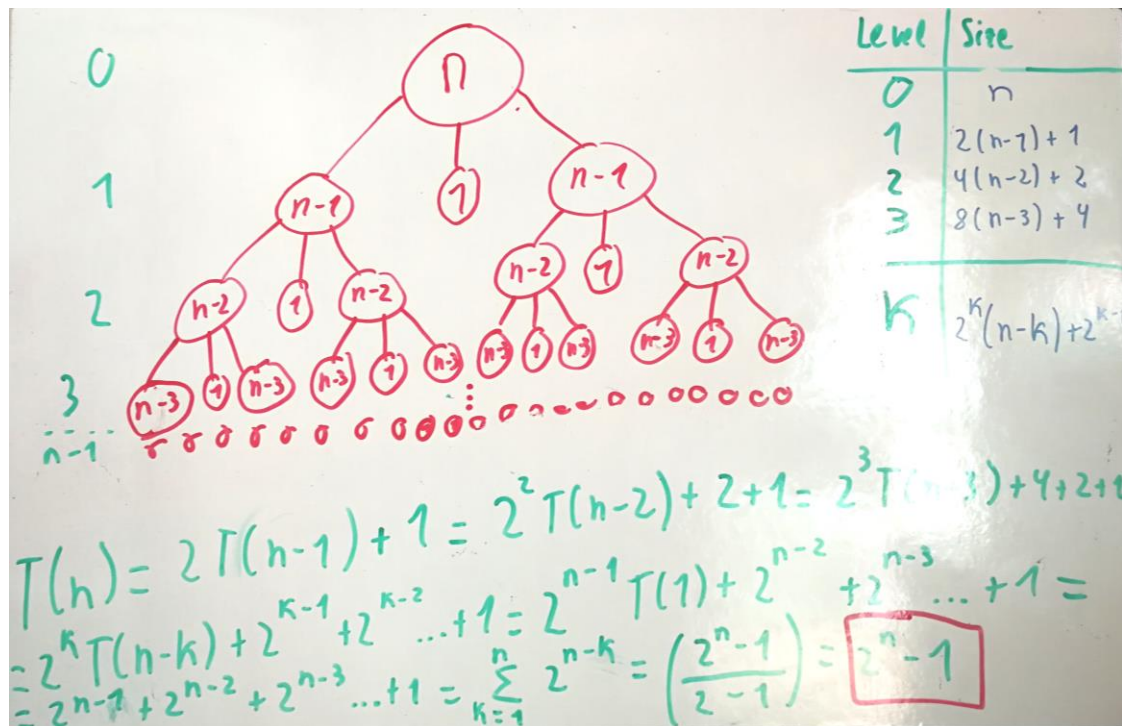 Level Size
0 n
0 n
1 2(n-1)+1
2 4(n-2)+2
3 8(n-3)+4
K 2^K(n-k)+2^K-
1 n-1 1 n-1
2 n-2 1 n-2 n-2 1 n-2
n-3 1 n-3 n-3 1 n-3
3 n-3 1 n-3 n-3 1 n-3
n-1
T(n) = 2T(n-1)+1 = 2^2T(n-2)+2+1 = 2^3T(n-3)+4+2+1
= 2^K T(n-K)+2^K-1+2^K-2...+1 = 2^n-1 T(1)+2^n-2+2^n-3...+1 =
= 2^n-1+2^n-2+2^n-3...+1 = ∑ n K=1 2^n-K = (2^n-1/2-1) = 2^n-1